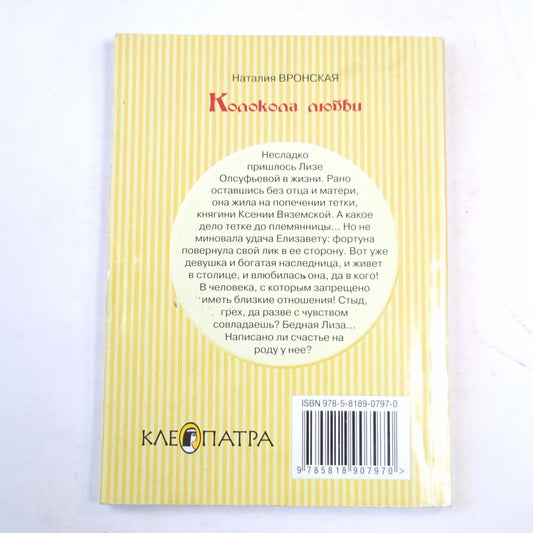 Наталия ВРОНСКАЯ
Колокола любви
Несладко
пришлось Лизе
Олсуфьевой в жизни. Рано
оставшись без отца и матери,
она жила на попечении тетки,
княгини Ксении Вяземской. А какое
дело тетке до племянницы... Но не
миновала удача Елизавету: фортуна
повернула свой лик в ее сторону. Вот уже
девушка и богатая наследница, и живет
в столице, и влюбилась она, да в кого!
В человека, с которым запрещено
иметь близкие отношения! Стыд,
грех, да разве с чувством
совладаешь? Бедная Лиза...
Написано ли счастье на
роду у нее?
ISBN 978-5-8189-0797-0
9 785818 907970 >
КЛЕОПАТРА